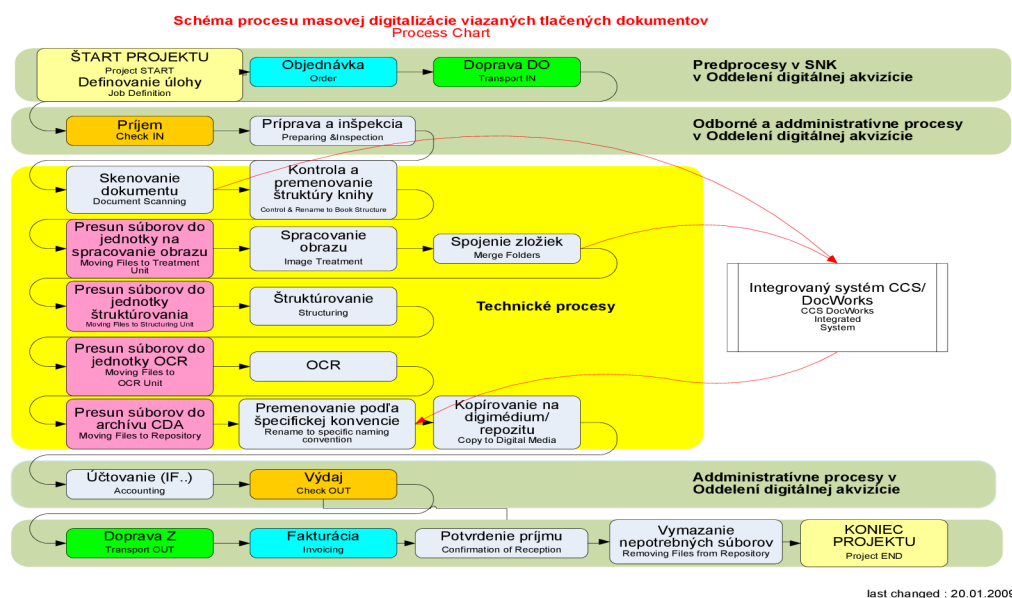 Schéma procesu masovej digitalizácie viazaných tlačených dokumentov
Process Chart
ŠTART PROJEKTU
Project START
Definovanie úlohy
Job Definition
Objednávka
Order
Doprava DO
Transport IN
Predprocesy v SNK
v Oddelení digitálnej akvizície
Príjem
Check IN
Príprava a inšpekcia
Preparing &Inspection
Odborné a addministratívne procesy
v Oddelení digitálnej akvizície
Skenovanie
dokumentu
Document Scanning
Kontrola a
premenovanie
štruktúry knihy
Control & Rename to Book Structure
Presun súborov do
jednotky na
spracovanie obrazu
Moving Files to Treatment
Unit
Spracovanie
obrazu
Image Treatment
Spojenie zložiek
Merge Folders
Presun súborov do
jednotky
štruktúrovania
Moving Files to Structuring Unit
Štruktúrovanie
Structuring
Technické procesy
Integrovaný systém CCS/
DocWorks
CCS DocWorks
Integrated
System
Presun súborov do
jednotky OCR
Moving Files to
OCR Unit
OCR
Presun súborov do
archívu CDA
Moving Files to Repository
Premenovanie podľa
špecifickej konvencie
Rename to specific naming
convention
Kopírovanie na
digimédium/
repozitu
Copy to Digital Media
Účtovanie (IF..)
Accounting
Výdaj
Check OUT
Addministratívne procesy v
Oddelení digitálnej akvizície
Doprava Z
Transport OUT
Fakturácia
Invoicing
Potvrdenie príjmu
Confirmation of Reception
Vymazanie
nepotrebných súborov
Removing Files from Repository
KONIEC
PROJEKTU
Project END
last changed : 20.01.2009